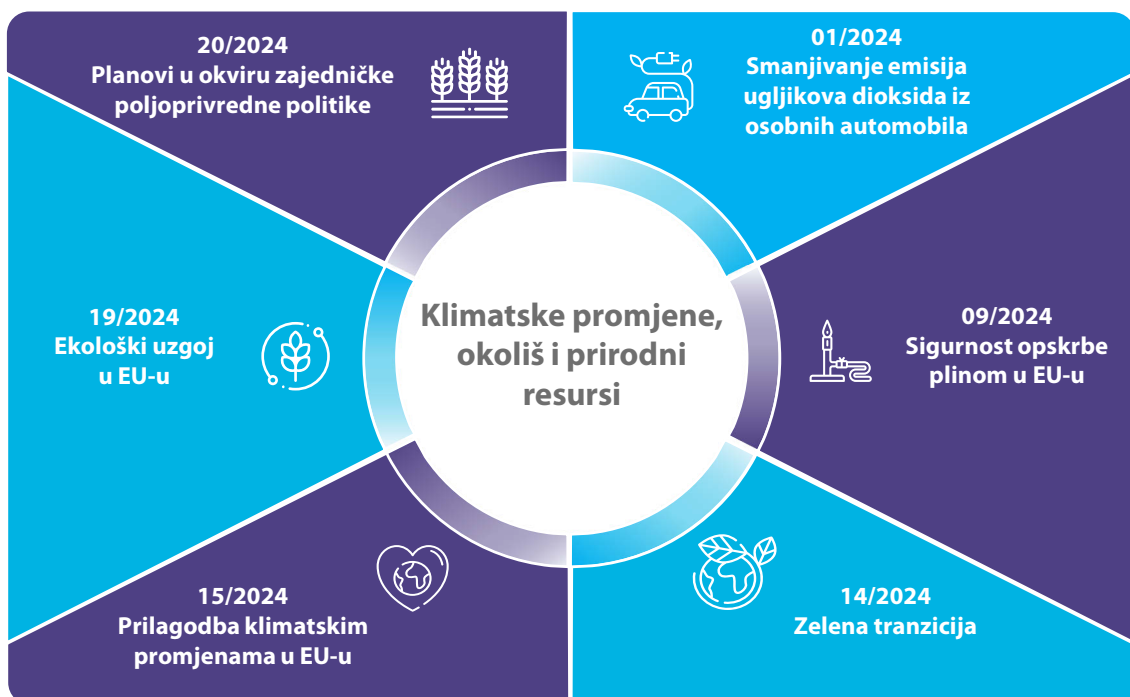 20/2024
Planovi u okviru zajedničke
poljoprivredne politike
01/2024
Smanjivanje emisija
ugljikova dioksida iz
osobnih automobila
19/2024
Ekološki uzgoj
u EU-u
Klimatske promjene,
okoliš i prirodni
resursi
09/2024
Sigurnost opskrbe
plinom u EU-u
15/2024
Prilagodba klimatskim
promjenama u EU-u
14/2024
Zelena tranzicija